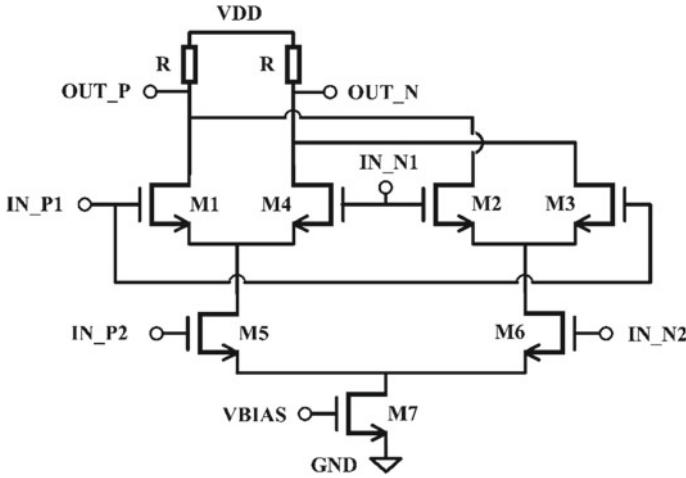 VDD
R
R
OUT_P
OUT_N
IN_N1
IN_P1
M1
M4
M2
M3
IN_P2
M5
M6
IN_N2
VBIAS
M7
GND